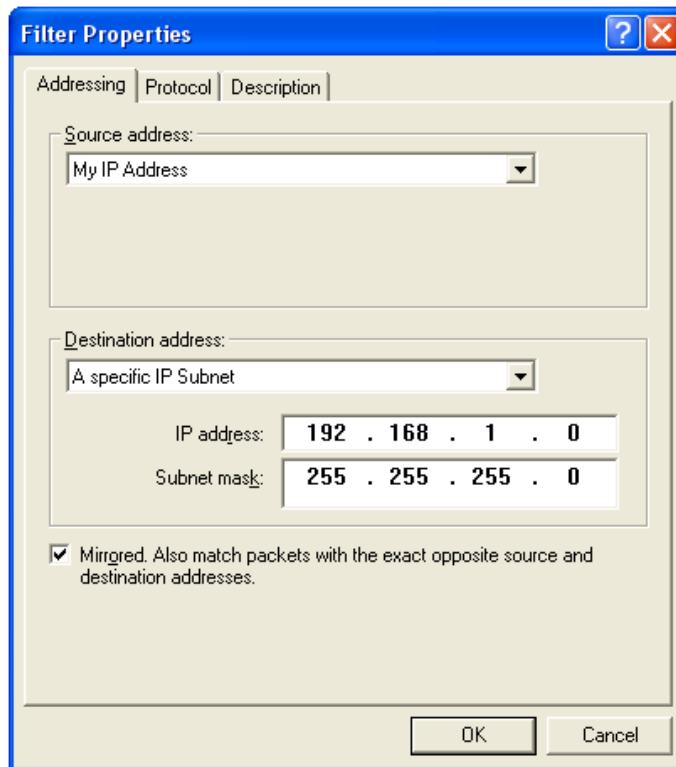 Filter Properties
Addressing Protocol Description
Source address:
My IP Address
Destination address:
A specific IP Subnet
IP address: 192 . 168 . 1 . 0
Subnet mask: 255 . 255 . 255 . 0
Mirrored. Also match packets with the exact opposite source and
destination addresses.
OK Cancel